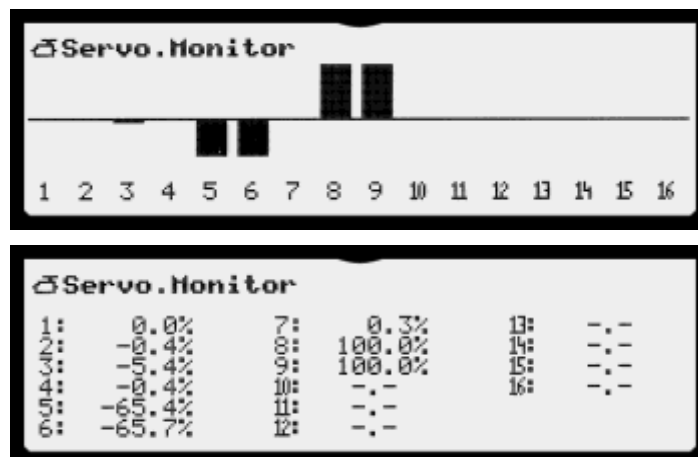 Servo.Monitor
1 2 3 4 5 6 7 8 9 10 11 12 13 14 15 16
Servo.Monitor
1: 0.0% 7: 0.3% 13: -.-
2: -0.4% 8: 100.0% 14: -.-
3: -5.4% 9: 100.0% 15: -.-
4: -0.4% 10: -.- 16: -.-
5: -65.4% 11: -.-
6: -65.7% 12: -.-